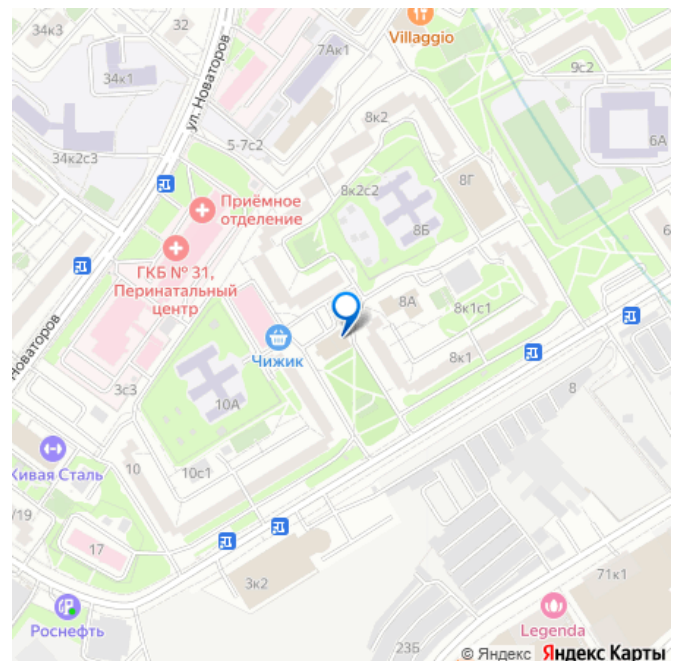 34к3
32
Villaggio
7Ак1
9с2
34к1
ул. Новаторов
8к2
5-7с2
6А
34к2с3
8Г
8к2с2
Приёмное
отделение
8Б
6
ГКБ № 31,
Перинатальный
центр
8А
8к1с1
Новаторов
Чижик
8к1
3с3
8
10А
Живая Сталь
10
10с1
/19
17
3к2
71к1
Роснефть
Legenda
23Б
© Яндекс Яндекс Карты